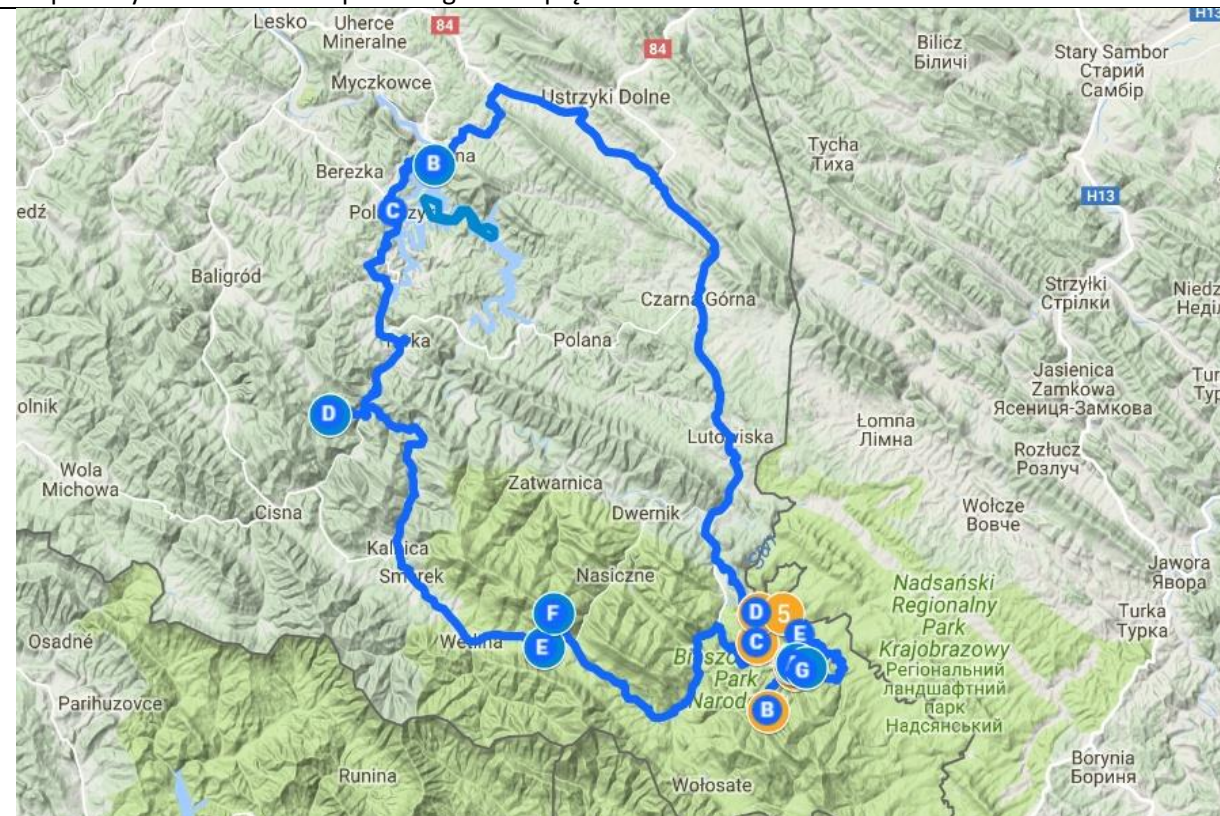 H13
Lesko
Uherce
Mineralne
84
Bilicz
Біличі
Stary Sambor
Старий
Самбір
84
Myczkowce
Ustrzyki Dolne
Tycha
Тиха
B
Berezka
H13
C
Baligród
Strzyłki
Стрілки
Czarna Górna
Polana
Jasienica
Zamkowa
Ясениця-Замкова
D
Łomna
Лімна
Lutowiska
Rozłucz
Розлуч
Wola
Michowa
Zatwarnica
Cisna
Dwernik
Wołcze
Вовче
Kalnica
Smerek
Nasiczne
Jawora
Явора
Nadsański
Regionalny
Park
Krajobrazowy
Регіональний
ландшафтний
парк
Надсянський
Turka
Турка
F
D
5
E
Osadné
Wetlina
E
C
G
Park
B
Parihuzovce
Runina
Wołosate
Borynia
Бориня